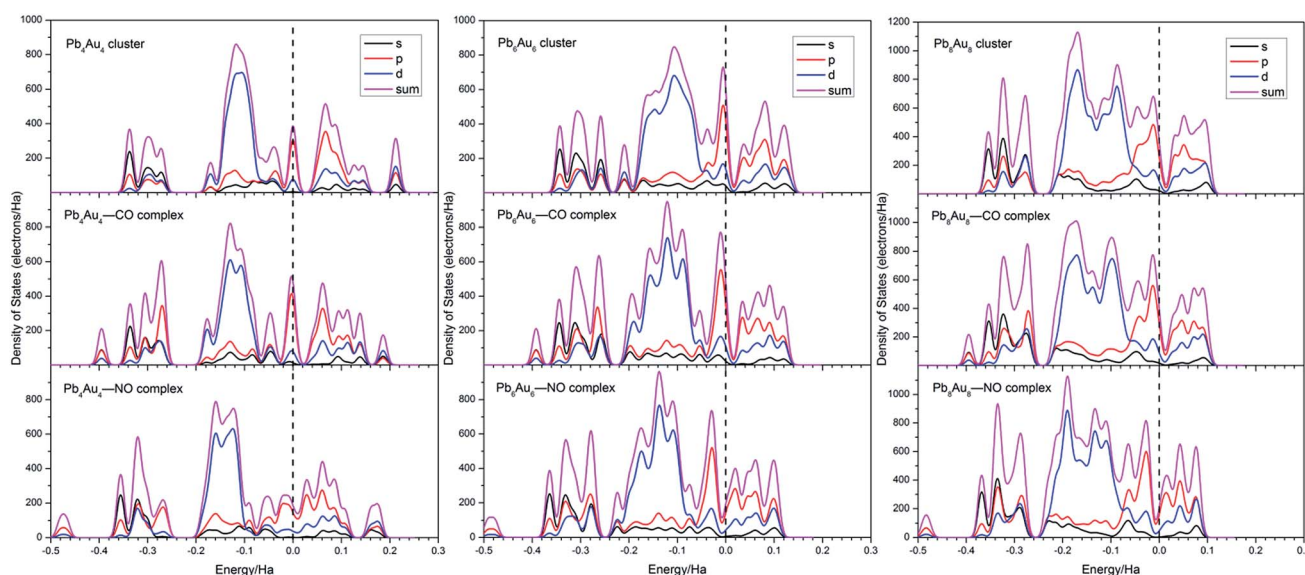 Pb4Au4 cluster
s
p
d
sum
1000
800
600
400
200
Pb4Au4—CO complex
800
600
400
200
Pb4Au4—NO complex
800
600
400
200
0
-0.5 -0.4 -0.3 -0.2 -0.1 0.0 0.1 0.2 0.3
Energy/Ha
Density of States (electrons/Ha)
Pb6Au6 cluster
s
p
d
sum
1000
800
600
400
200
Pb6Au6—CO complex
800
600
400
200
Pb6Au6—NO complex
800
600
400
200
0
-0.5 -0.4 -0.3 -0.2 -0.1 0.0 0.1 0.2 0.3
Energy/Ha
Density of States (electrons/Ha)
Pb8Au8 cluster
s
p
d
sum
1200
1000
800
600
400
200
Pb8Au8—CO complex
1000
800
600
400
200
Pb8Au8—NO complex
1000
800
600
400
200
0
-0.4 -0.3 -0.2 -0.1 0.0 0.1 0.2
Energy/Ha
Density of States (electrons/Ha)